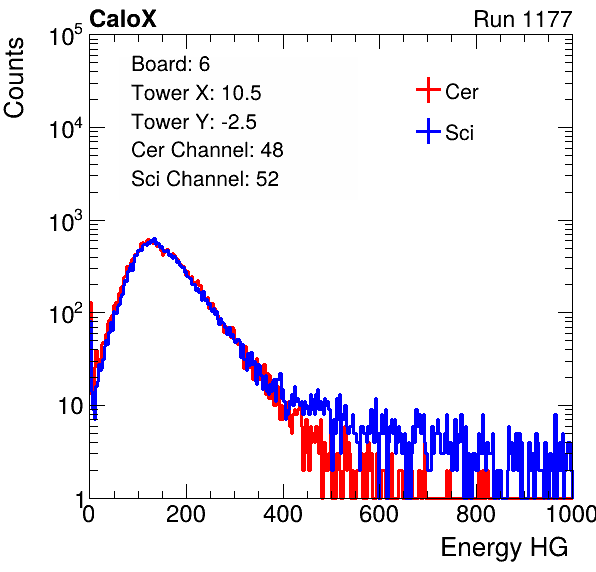 CaloX Run 1177
Counts
Board: 6
Tower X: 10.5
Tower Y: -2.5
Cer Channel: 48
Sci Channel: 52
Cer
Sci
10^5
10^4
10^3
10^2
10
1
0 200 400 600 800 1000
Energy HG